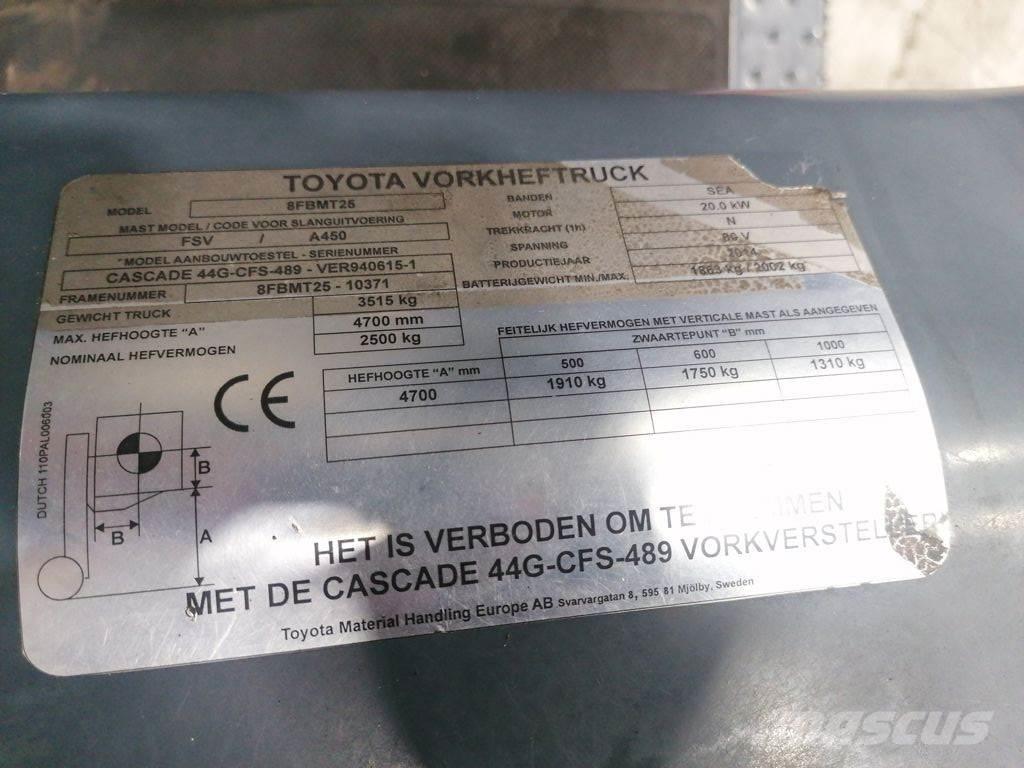 TOYOTA VORKHEFTRUCK
MODEL 8FBMT25
MAST MODEL / CODE VOOR SLANGUITVOERING
FSV / A450
*MODEL AANBOUWTOESTEL - SERIENUMMER
CASCADE 44G-CFS-489 - VER940615-1
FRAMENUMMER 8FBMT25 - 10371
GEWICHT TRUCK 3515 kg
MAX. HEFHOOGTE "A" 4700 mm
NOMINAAL HEFVERMOGEN 2500 kg
BANDEN SEA
MOTOR 20.0 kW
TREKKRACHT (1h) N
SPANNING V
PRODUCTIEJAAR 2014
BATTERIJGEWICHT MIN./MAX. 1863 kg / 2002 kg
FEITELIJK HEFVERMOGEN MET VERTICALE MAST ALS AANGEGEVEN
ZWAARTEPUNT "B" mm
HEFHOOGTE "A" mm 500 600 1000
4700 1910 kg 1750 kg 1310 kg
CE
DUTCH 110PAL006003
B
B
A
HET IS VERBODEN OM TE
MET DE CASCADE 44G-CFS-489 VORKVERSTELLER
Toyota Material Handling Europe AB Svarvargatan 8, 595 81 Mjölby, Sweden
mascus